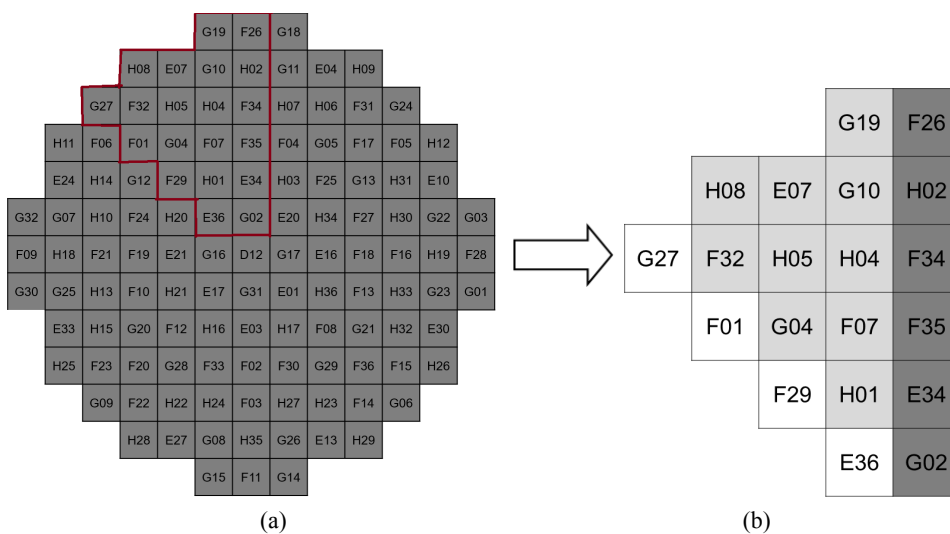 G19 F26 G18
H08 E07 G10 H02 G11 E04 H09
G27 F32 H05 H04 F34 H07 H06 F31 G24
H11 F06 F01 G04 F07 F35 F04 G05 F17 F05 H12
E24 H14 G12 F29 H01 E34 H03 F25 G13 H31 E10
G32 G07 H10 F24 H20 E36 G02 E20 H34 F27 H30 G22 G03
F09 H18 F21 F19 E21 G16 D12 G17 E16 F18 F16 H19 F28
G30 G25 H13 F10 H21 E17 G31 E01 H36 F13 H33 G23 G01
E33 H15 G20 F12 H16 E03 H17 F08 G21 H32 E30
H25 F23 F20 G28 F33 F02 F30 G29 F36 F15 H26
G09 F22 H22 H24 F03 H27 H23 F14 G06
H28 E27 G08 H35 G26 E13 H29
G15 F11 G14
(a)
G19 F26
H08 E07 G10 H02
G27 F32 H05 H04 F34
F01 G04 F07 F35
F29 H01 E34
E36 G02
(b)